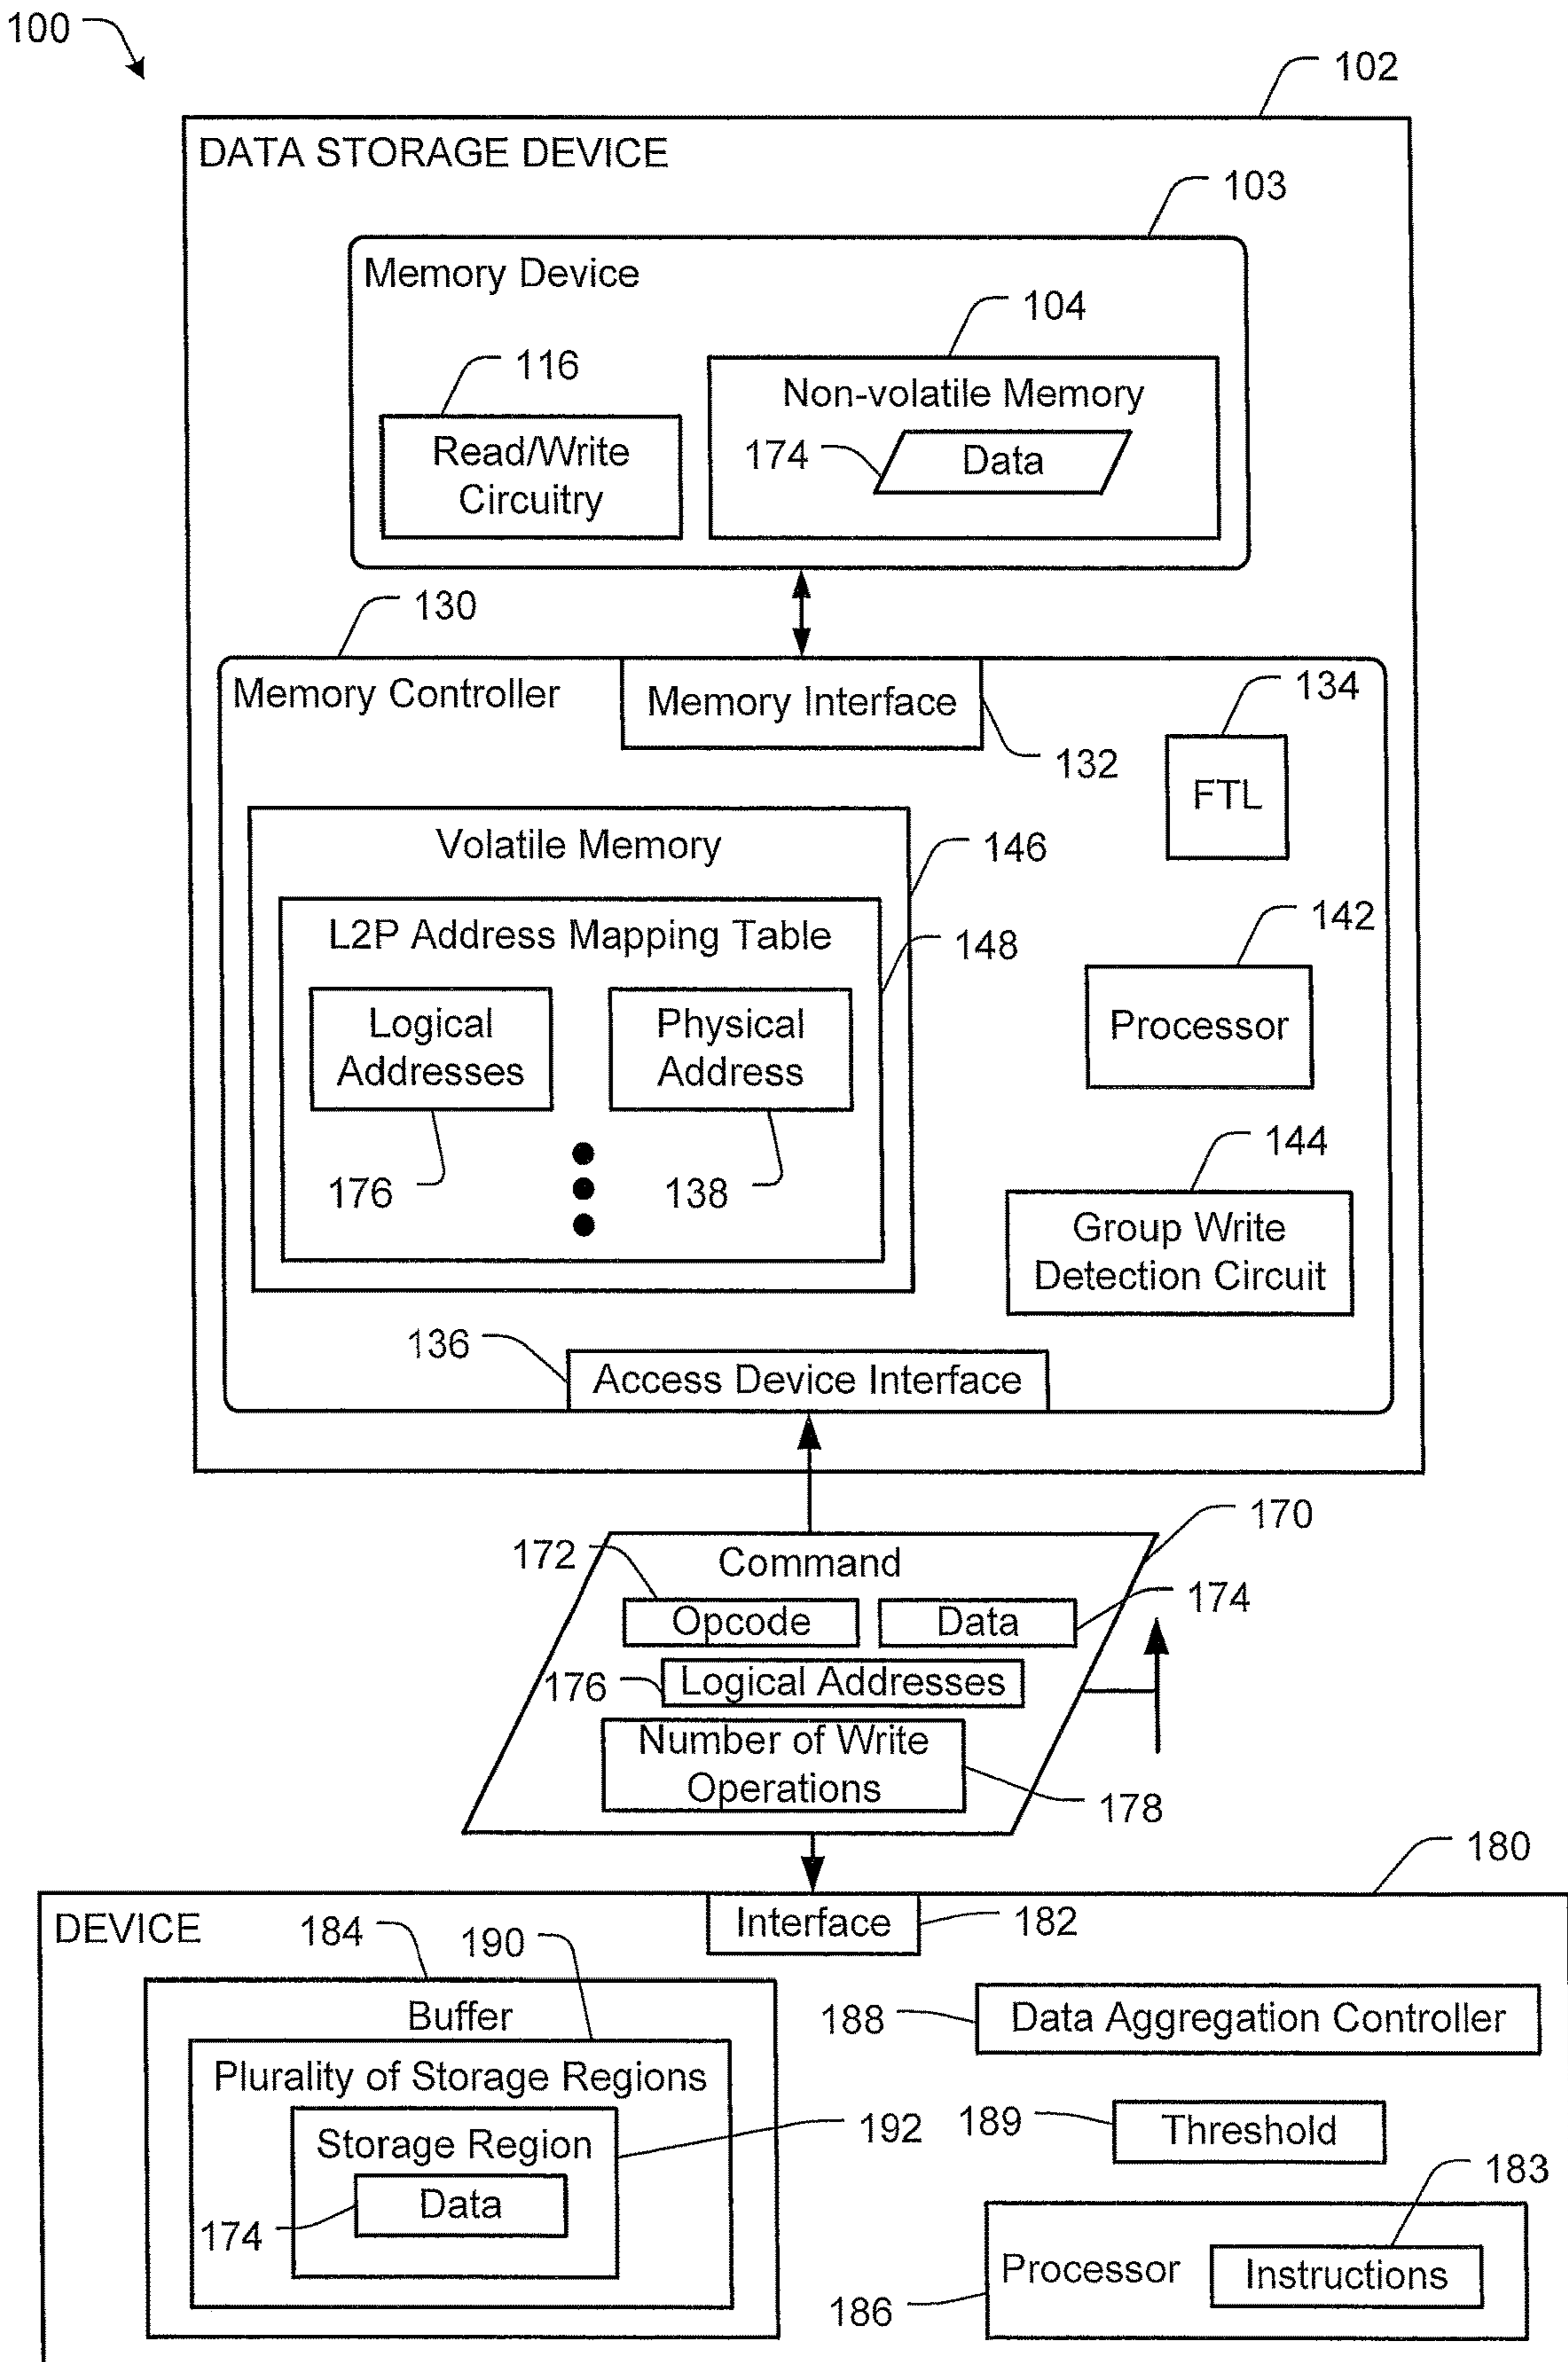 100
102
DATA STORAGE DEVICE
103
Memory Device
104
116
Non-volatile Memory
Read/Write
Circuitry
174
Data
130
Memory Controller
Memory Interface
134
132
FTL
Volatile Memory
146
L2P Address Mapping Table
148
142
Logical
Addresses
Physical
Address
Processor
176
138
144
Group Write
Detection Circuit
136
Access Device Interface
170
172
Command
174
Opcode
Data
176
Logical Addresses
Number of Write
Operations
178
180
DEVICE
184
190
Interface
182
Buffer
188
Data Aggregation Controller
Plurality of Storage Regions
192
189
Threshold
Storage Region
183
174
Data
Processor
Instructions
186